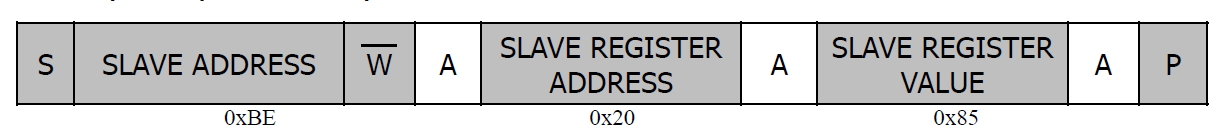 S SLAVE ADDRESS W̅ A SLAVE REGISTER ADDRESS A SLAVE REGISTER VALUE A P
0xBE 0x20 0x85